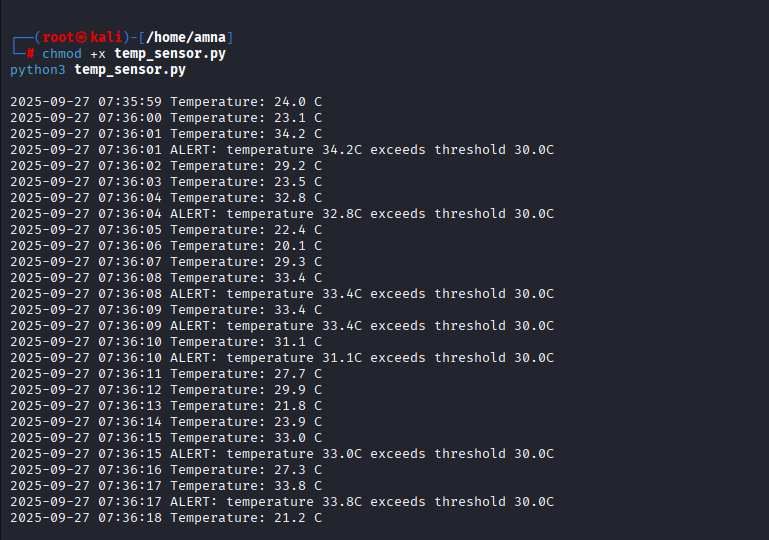 ┌──(root㉿kali)-[/home/amna]
└─# chmod +x temp_sensor.py
python3 temp_sensor.py
2025-09-27 07:35:59 Temperature: 24.0 C
2025-09-27 07:36:00 Temperature: 23.1 C
2025-09-27 07:36:01 Temperature: 34.2 C
2025-09-27 07:36:01 ALERT: temperature 34.2C exceeds threshold 30.0C
2025-09-27 07:36:02 Temperature: 29.2 C
2025-09-27 07:36:03 Temperature: 23.5 C
2025-09-27 07:36:04 Temperature: 32.8 C
2025-09-27 07:36:04 ALERT: temperature 32.8C exceeds threshold 30.0C
2025-09-27 07:36:05 Temperature: 22.4 C
2025-09-27 07:36:06 Temperature: 20.1 C
2025-09-27 07:36:07 Temperature: 29.3 C
2025-09-27 07:36:08 Temperature: 33.4 C
2025-09-27 07:36:08 ALERT: temperature 33.4C exceeds threshold 30.0C
2025-09-27 07:36:09 Temperature: 33.4 C
2025-09-27 07:36:09 ALERT: temperature 33.4C exceeds threshold 30.0C
2025-09-27 07:36:10 Temperature: 31.1 C
2025-09-27 07:36:10 ALERT: temperature 31.1C exceeds threshold 30.0C
2025-09-27 07:36:11 Temperature: 27.7 C
2025-09-27 07:36:12 Temperature: 29.9 C
2025-09-27 07:36:13 Temperature: 21.8 C
2025-09-27 07:36:14 Temperature: 23.9 C
2025-09-27 07:36:15 Temperature: 33.0 C
2025-09-27 07:36:15 ALERT: temperature 33.0C exceeds threshold 30.0C
2025-09-27 07:36:16 Temperature: 27.3 C
2025-09-27 07:36:17 Temperature: 33.8 C
2025-09-27 07:36:17 ALERT: temperature 33.8C exceeds threshold 30.0C
2025-09-27 07:36:18 Temperature: 21.2 C